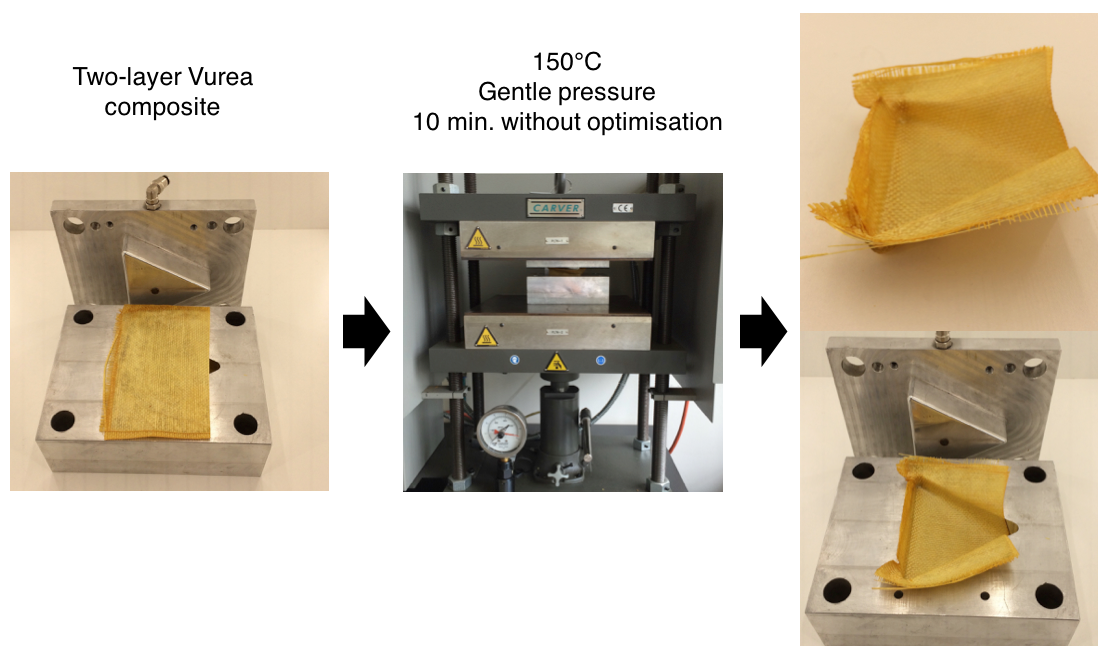 Two-layer Vurea
composite
150°C
Gentle pressure
10 min. without optimisation
CARVER
CE